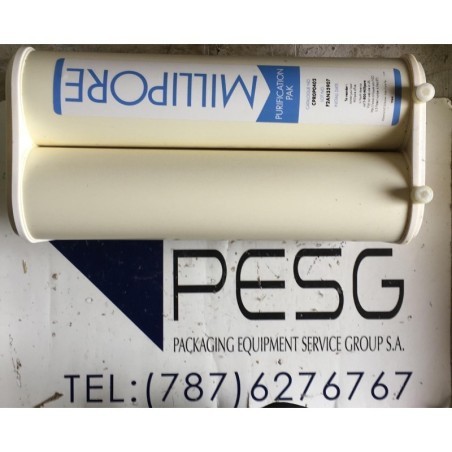 MILLIPORE
PURIFICATION
PAK
PESG
PACKAGING EQUIPMENT SERVICE GROUP S.A.
TEL:(787)6276767